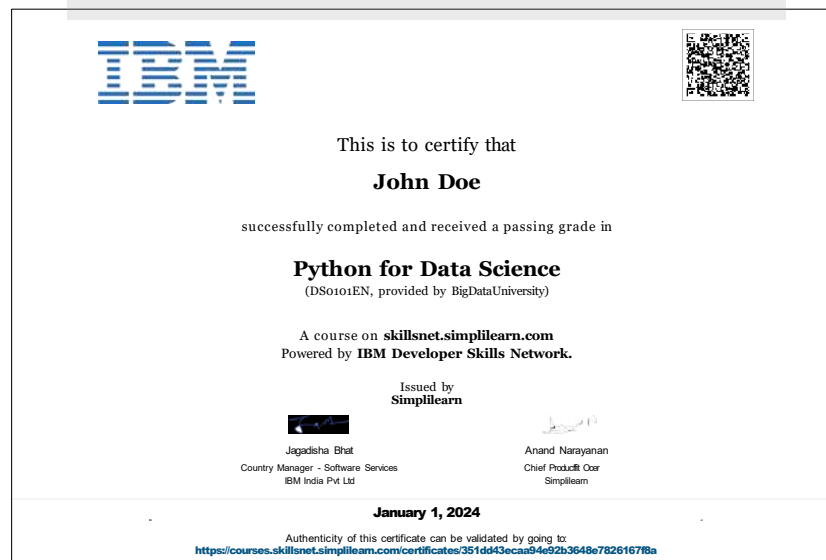 IBM
This is to certify that
John Doe
successfully completed and received a passing grade in
Python for Data Science
(DS0101EN, provided by BigDataUniversity)
A course on skillsnet.simplilearn.com
Powered by IBM Developer Skills Network.
Issued by
Simplilearn
Jagadisha Bhat
Country Manager - Software Services
IBM India Pvt Ltd
Anand Narayanan
Chief Producfit Ocer
Simplilearn
January 1, 2024
Authenticity of this certificate can be validated by going to:
https://courses.skillsnet.simplilearn.com/certificates/351dd43ecaa94e92b3648e7826167f8a